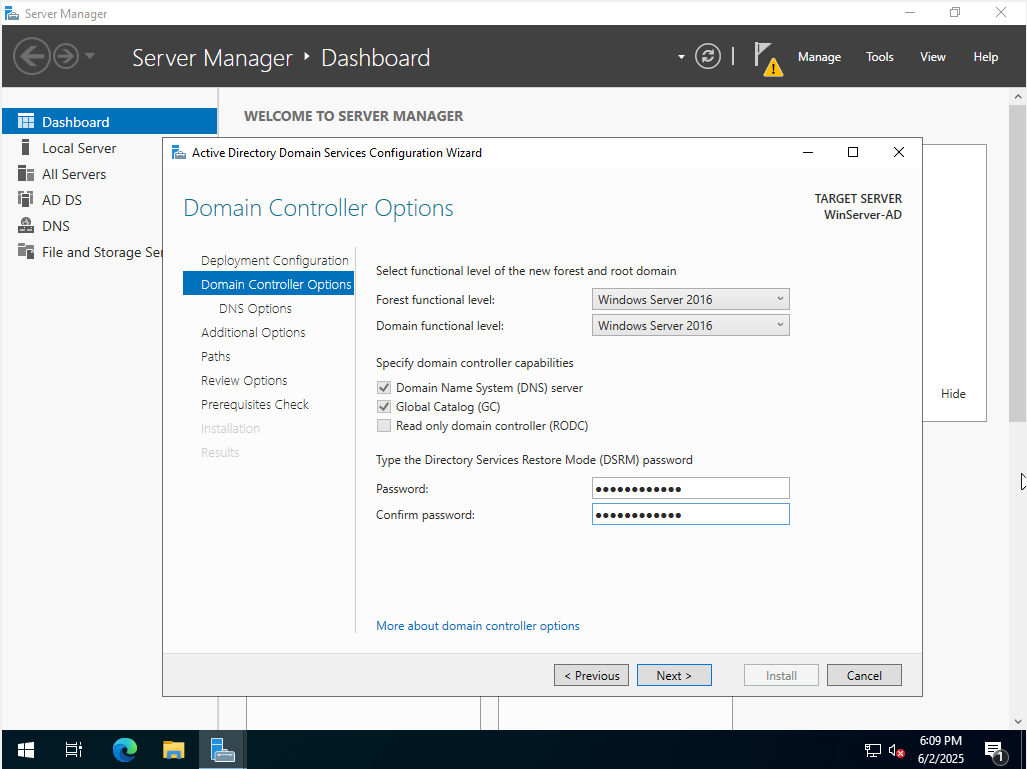 Server Manager
Server Manager ‣ Dashboard
Manage
Tools
View
Help
Dashboard
Local Server
All Servers
AD DS
DNS
File and Storage Ser
WELCOME TO SERVER MANAGER
Hide
Active Directory Domain Services Configuration Wizard
Domain Controller Options
TARGET SERVER
WinServer-AD
Deployment Configuration
Domain Controller Options
DNS Options
Additional Options
Paths
Review Options
Prerequisites Check
Installation
Results
Select functional level of the new forest and root domain
Forest functional level: Windows Server 2016
Domain functional level: Windows Server 2016
Specify domain controller capabilities
Domain Name System (DNS) server
Global Catalog (GC)
Read only domain controller (RODC)
Type the Directory Services Restore Mode (DSRM) password
Password: ●●●●●●●●●●●●
Confirm password: ●●●●●●●●●●●●
More about domain controller options
< Previous
Next >
Install
Cancel
6:09 PM
6/2/2025
1